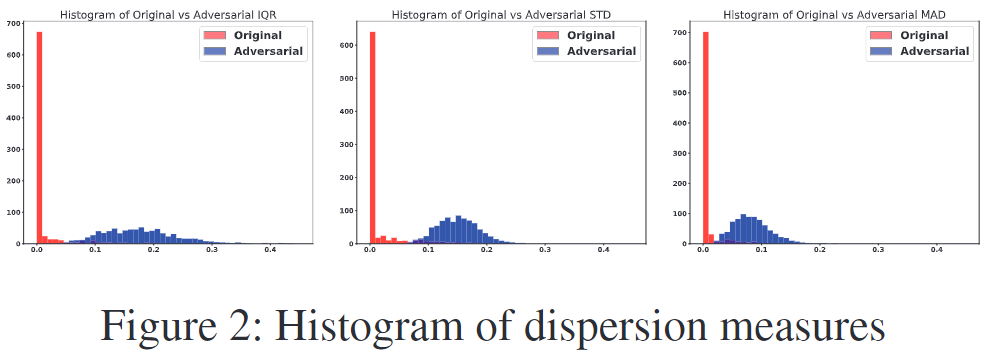 Histogram of Original vs Adversarial IQR
700
600
500
400
300
200
100
0
0.0 0.1 0.2 0.3 0.4
Original
Adversarial
Histogram of Original vs Adversarial STD
600
500
400
300
200
100
0
0.0 0.1 0.2 0.3 0.4
Original
Adversarial
Histogram of Original vs Adversarial MAD
700
600
500
400
300
200
100
0
0.0 0.1 0.2 0.3 0.4
Original
Adversarial
Figure 2: Histogram of dispersion measures